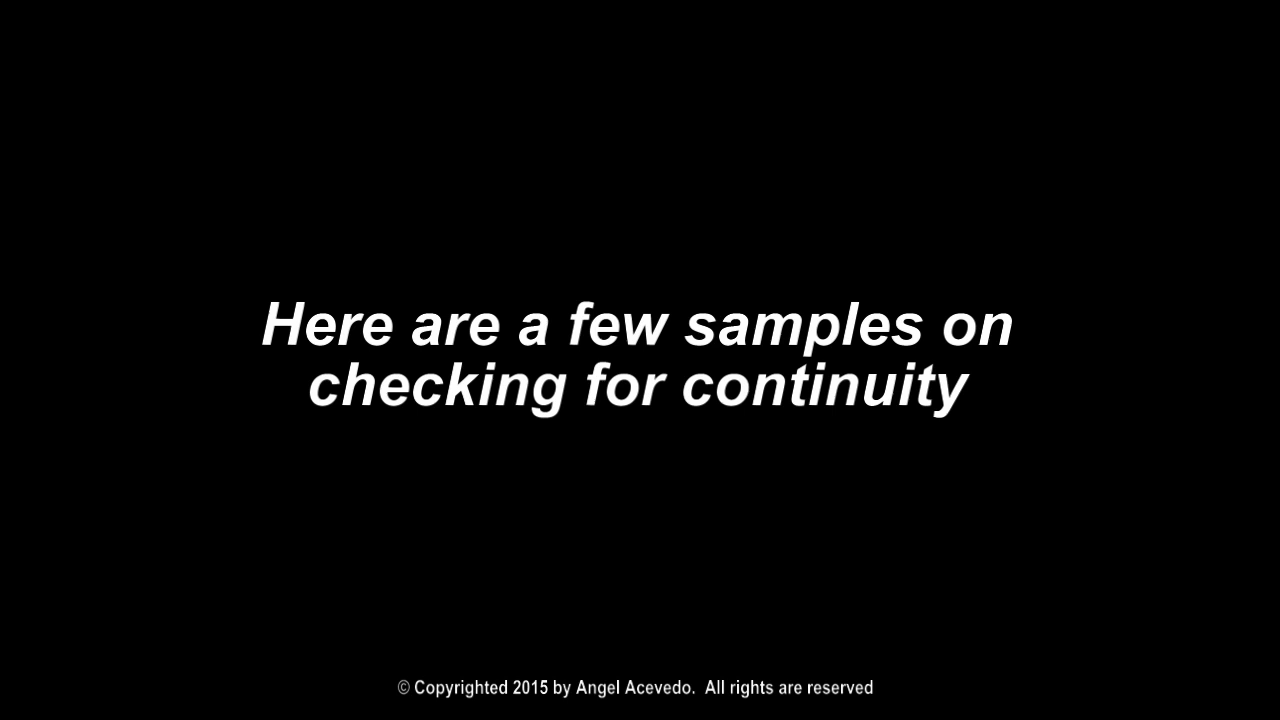 Here are a few samples on
checking for continuity
© Copyrighted 2015 by Angel Acevedo.  All rights are reserved